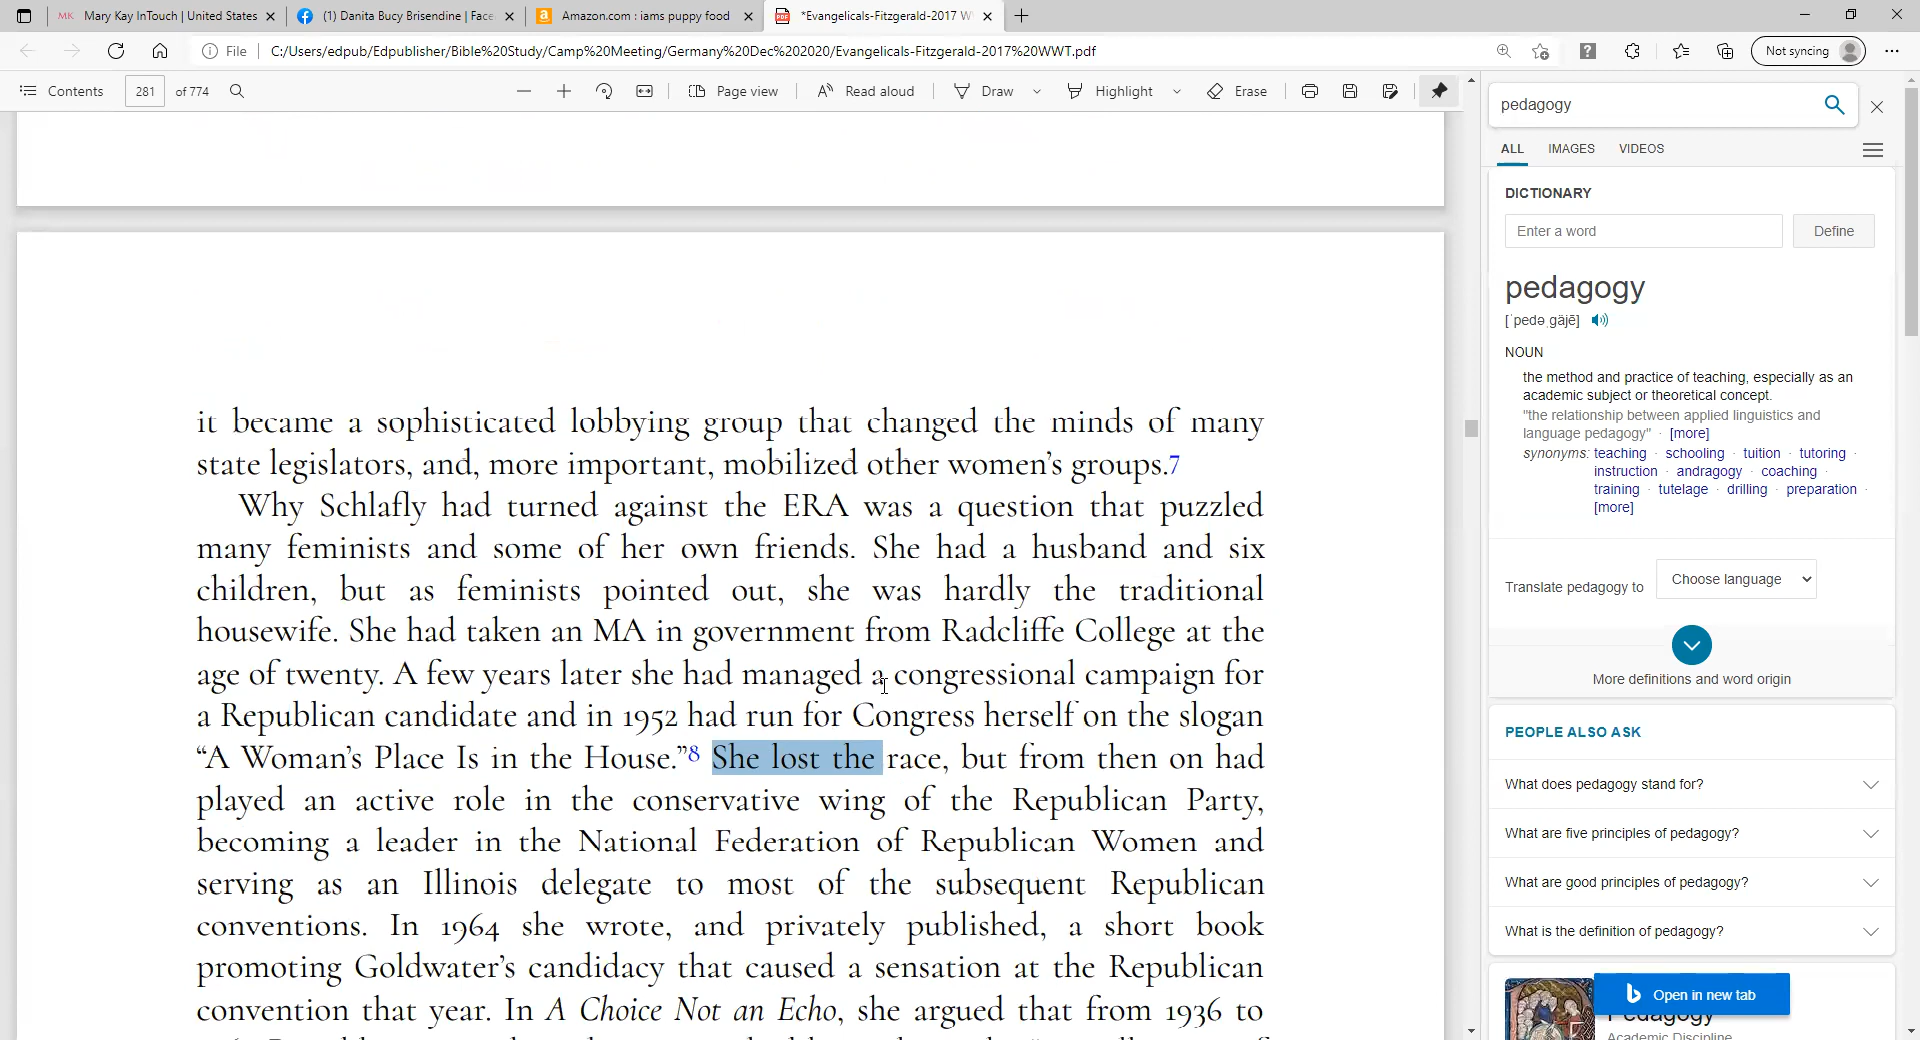 Mary Kay InTouch | United States
(1) Danita Bucy Brisendine | Face
Amazon.com : iams puppy food
*Evangelicals-Fitzgerald-2017 W
File
C:/Users/edpub/Edpublisher/Bible%20Study/Camp%20Meeting/Germany%20Dec%202020/Evangelicals-Fitzgerald-2017%20WWT.pdf
Not syncing
Contents
281 of 774
Page view
Read aloud
Draw
Highlight
Erase
it became a sophisticated lobbying group that changed the minds of many
state legislators, and, more important, mobilized other women’s groups.7
Why Schlafly had turned against the ERA was a question that puzzled
many feminists and some of her own friends. She had a husband and six
children, but as feminists pointed out, she was hardly the traditional
housewife. She had taken an MA in government from Radcliffe College at the
age of twenty. A few years later she had managed a congressional campaign for
a Republican candidate and in 1952 had run for Congress herself on the slogan
“A Woman’s Place Is in the House.”8 She lost the race, but from then on had
played an active role in the conservative wing of the Republican Party,
becoming a leader in the National Federation of Republican Women and
serving as an Illinois delegate to most of the subsequent Republican
conventions. In 1964 she wrote, and privately published, a short book
promoting Goldwater’s candidacy that caused a sensation at the Republican
convention that year. In A Choice Not an Echo, she argued that from 1936 to
pedagogy
ALL IMAGES VIDEOS
DICTIONARY
Enter a word
Define
pedagogy
[ˈpedəˌɡäjē]
NOUN
the method and practice of teaching, especially as an
academic subject or theoretical concept.
"the relationship between applied linguistics and
language pedagogy" · [more]
synonyms: teaching · schooling · tuition · tutoring ·
instruction · andragogy · coaching ·
training · tutelage · drilling · preparation ·
[more]
Translate pedagogy to
Choose language
More definitions and word origin
PEOPLE ALSO ASK
What does pedagogy stand for?
What are five principles of pedagogy?
What are good principles of pedagogy?
What is the definition of pedagogy?
Open in new tab
Pedagogy
Academic Discipline